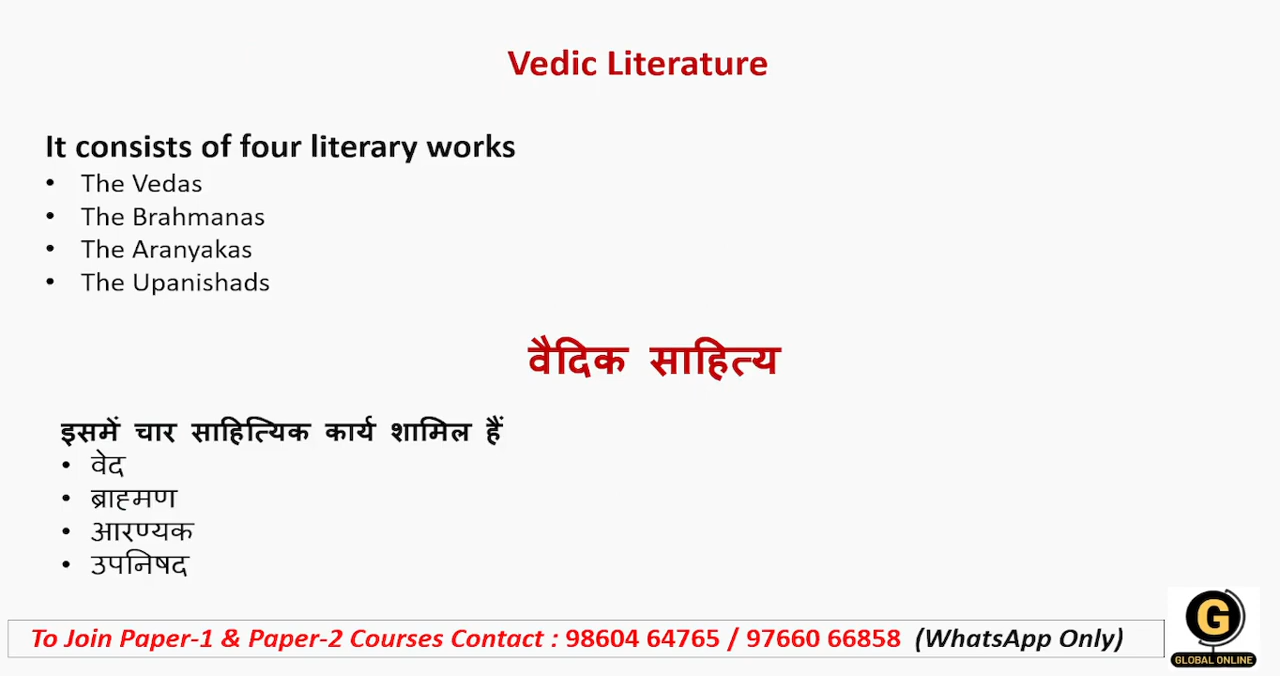 Vedic Literature
It consists of four literary works
• The Vedas
• The Brahmanas
• The Aranyakas
• The Upanishads
वैदिक साहित्य
इसमें चार साहित्यिक कार्य शामिल हैं
• वेद
• ब्राह्मण
• आरण्यक
• उपनिषद
To Join Paper-1 & Paper-2 Courses Contact : 98604 64765 / 97660 66858 (WhatsApp Only)
G
GLOBAL ONLINE